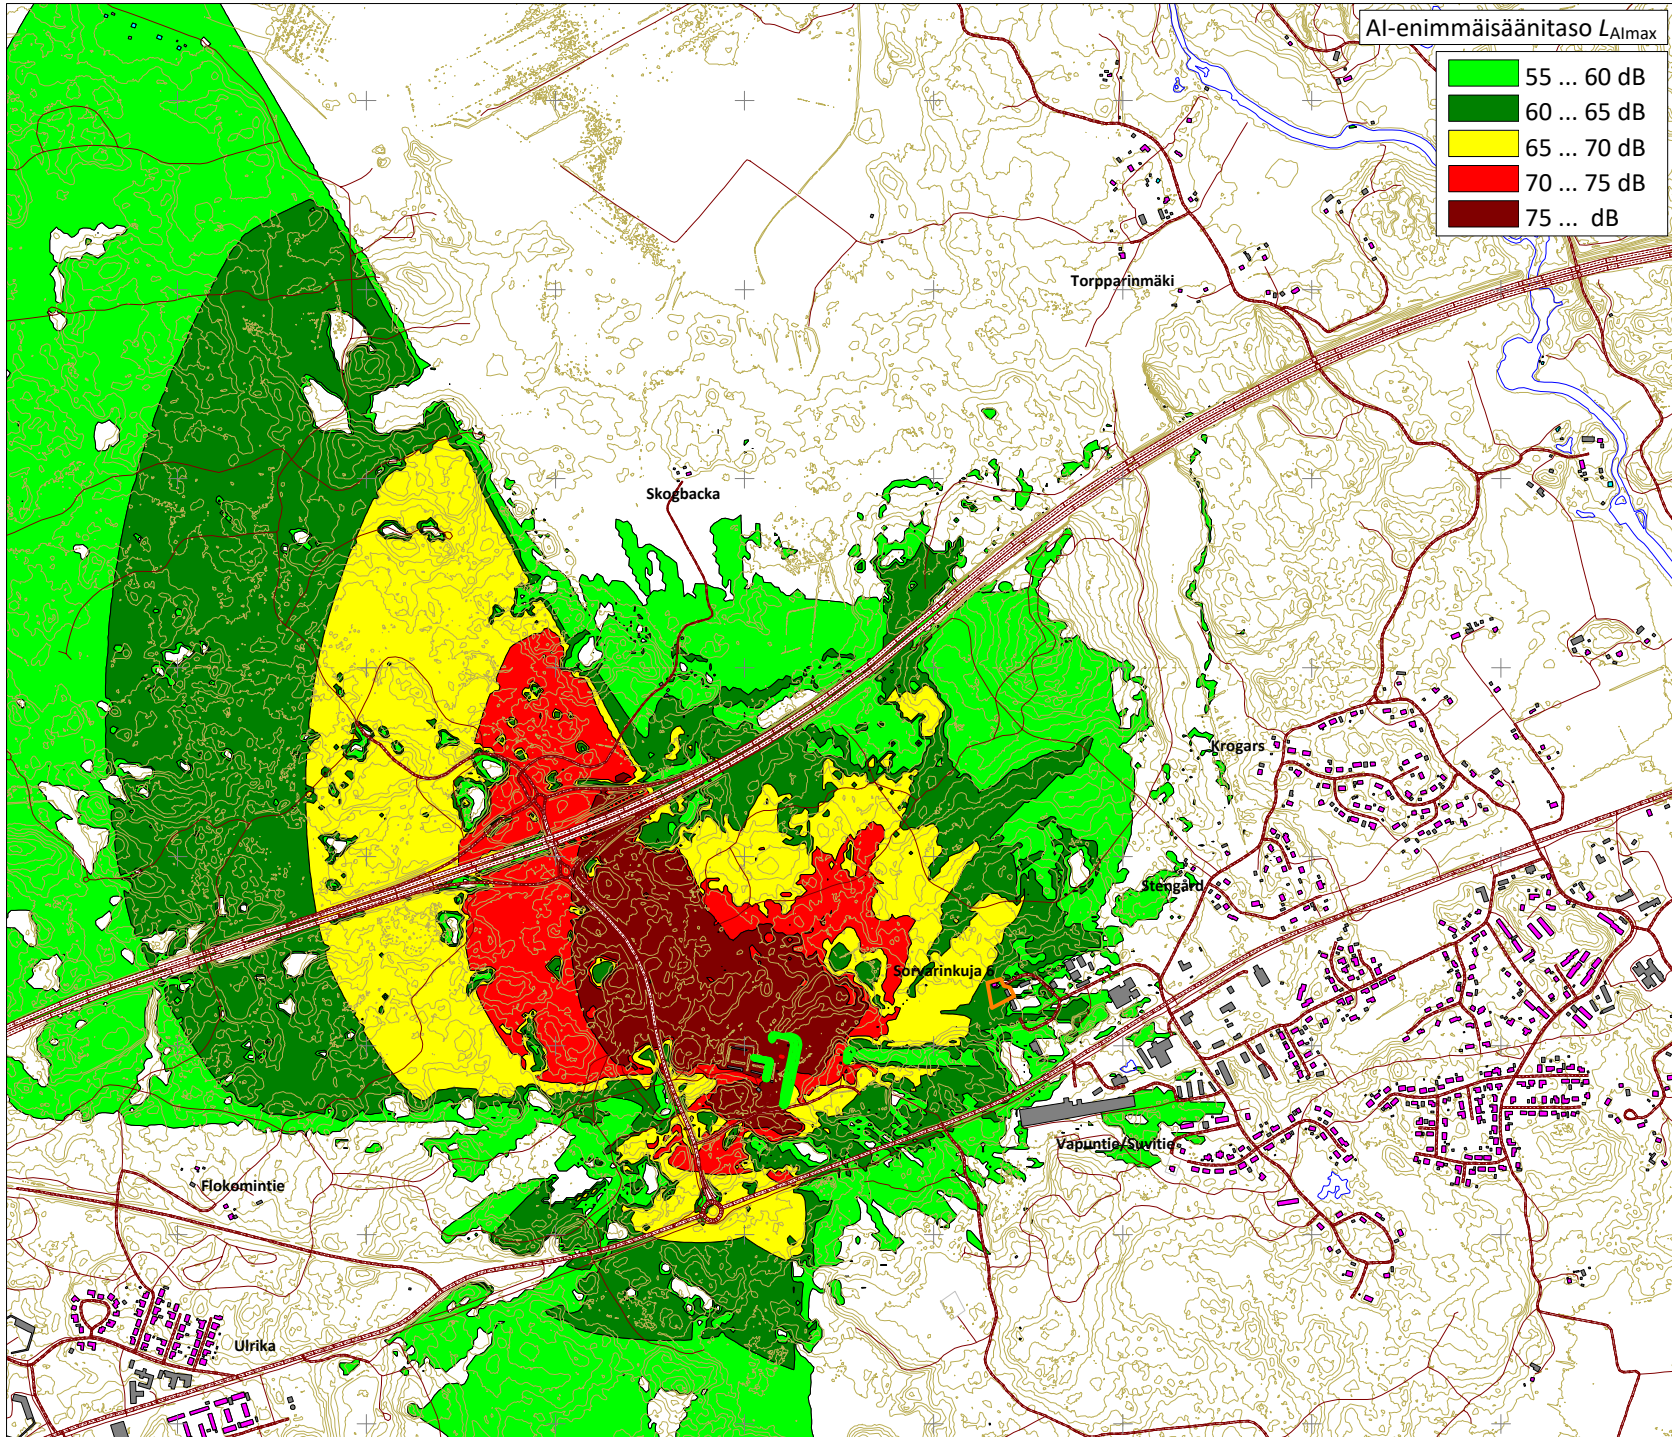 AI-enimmäisäänitaso LAImax
55 ... 60 dB
60 ... 65 dB
65 ... 70 dB
70 ... 75 dB
75 ... dB
Torpparinmäki
Skogbacka
Krogars
Stengård
Sorvarinkuja 6
Vapuntie/Suvitie
Flokomintie
Ulrika